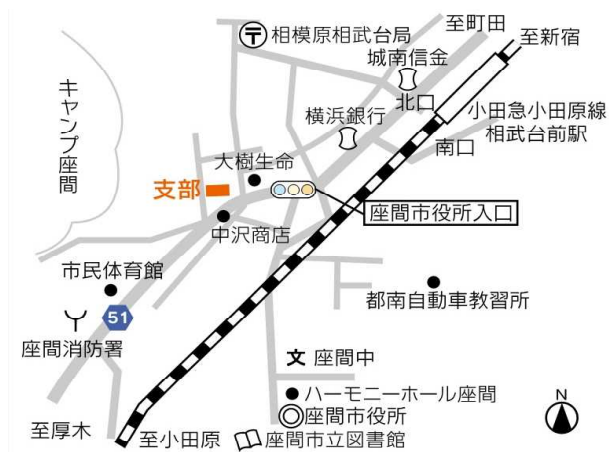 至町田
至新宿
〒
相模原相武台局
城南信金
北口
小田急小田原線
相武台前駅
横浜銀行
南口
キャンプ座間
大樹生命
支部
座間市役所入口
中沢商店
市民体育館
都南自動車教習所
51
座間消防署
文 座間中
ハーモニーホール座間
座間市役所
N
至厚木
至小田原
座間市立図書館